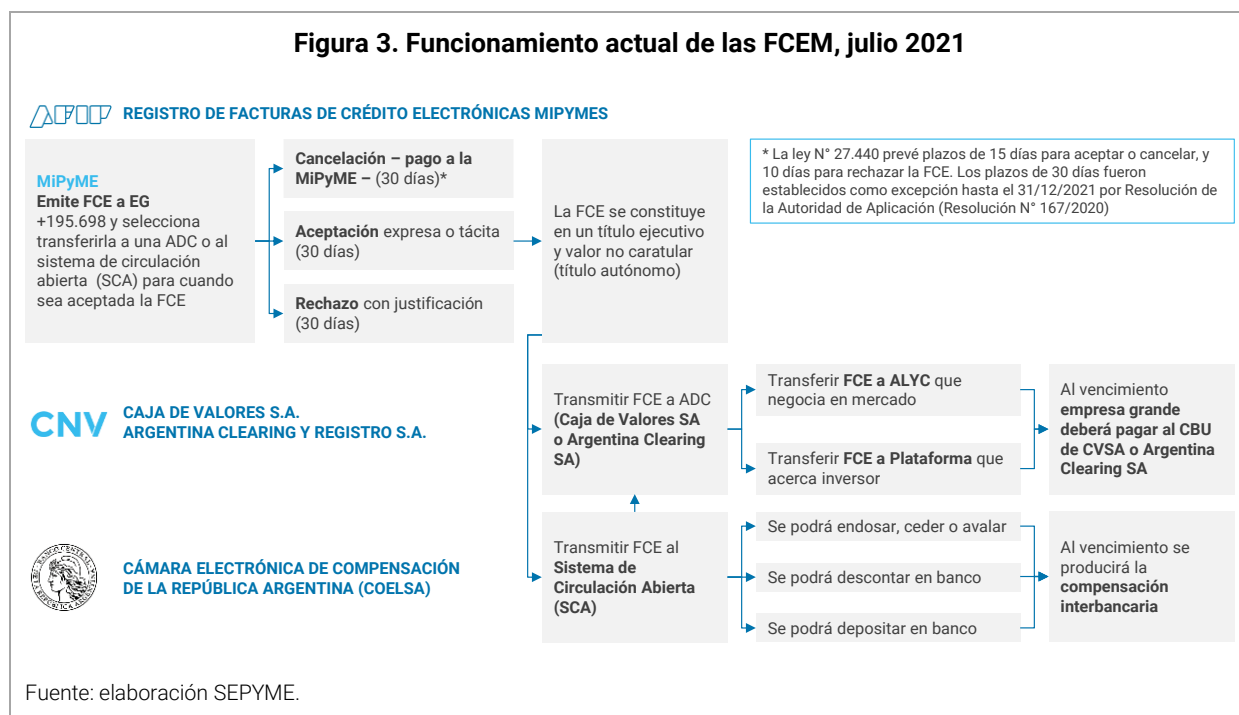 Figura 3. Funcionamiento actual de las FCEM, julio 2021
AFIP REGISTRO DE FACTURAS DE CRÉDITO ELECTRÓNICAS MIPYMES
MiPyME
Emite FCE a EG
+195.698 y selecciona
transferirla a una ADC o al
sistema de circulación
abierta (SCA) para cuando
sea aceptada la FCE
Cancelación – pago a la
MiPyME – (30 días)*
Aceptación expresa o tácita
(30 días)
Rechazo con justificación
(30 días)
La FCE se constituye
en un título ejecutivo
y valor no caratular
(título autónomo)
* La ley N° 27.440 prevé plazos de 15 días para aceptar o cancelar, y
10 días para rechazar la FCE. Los plazos de 30 días fueron
establecidos como excepción hasta el 31/12/2021 por Resolución de
la Autoridad de Aplicación (Resolución N° 167/2020)
CNV
CAJA DE VALORES S.A.
ARGENTINA CLEARING Y REGISTRO S.A.
Transmitir FCE a ADC
(Caja de Valores SA
o Argentina Clearing
SA)
Transferir FCE a ALYC que
negocia en mercado
Transferir FCE a Plataforma que
acerca inversor
Al vencimiento
empresa grande
deberá pagar al CBU
de CVSA o Argentina
Clearing SA
CÁMARA ELECTRÓNICA DE COMPENSACIÓN
DE LA REPÚBLICA ARGENTINA (COELSA)
Transmitir FCE al
Sistema de
Circulación Abierta
(SCA)
Se podrá endosar, ceder o avalar
Se podrá descontar en banco
Se podrá depositar en banco
Al vencimiento se
producirá la
compensación
interbancaria
Fuente: elaboración SEPYME.